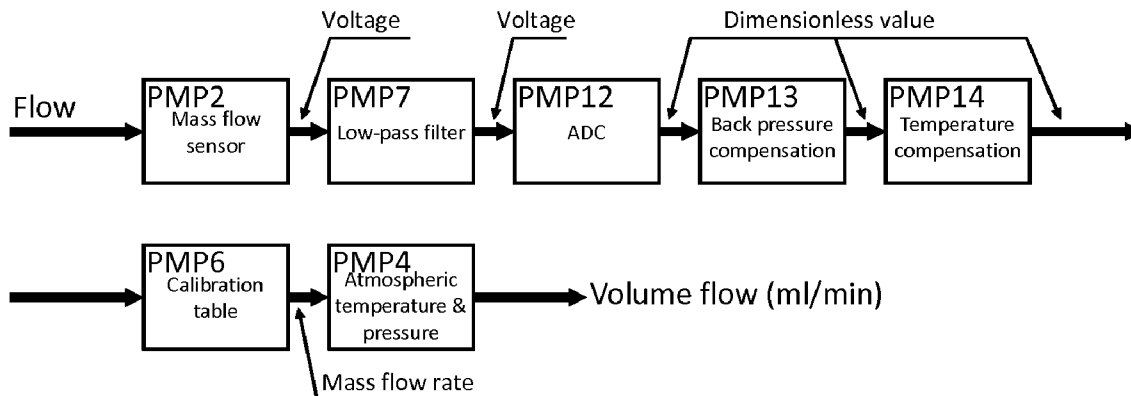 Voltage
Voltage
Dimensionless value
Flow
PMP2
Mass flow
sensor
PMP7
Low-pass filter
PMP12
ADC
PMP13
Back pressure
compensation
PMP14
Temperature
compensation
PMP6
Calibration
table
PMP4
Atmospheric
temperature &
pressure
Volume flow (ml/min)
Mass flow rate